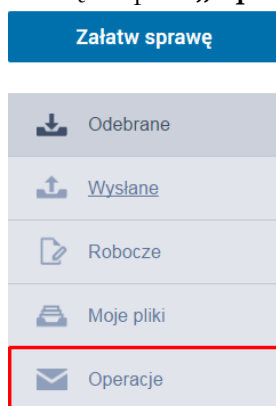 Załatw sprawę
Odebrane
Wysłane
Robocze
Moje pliki
Operacje